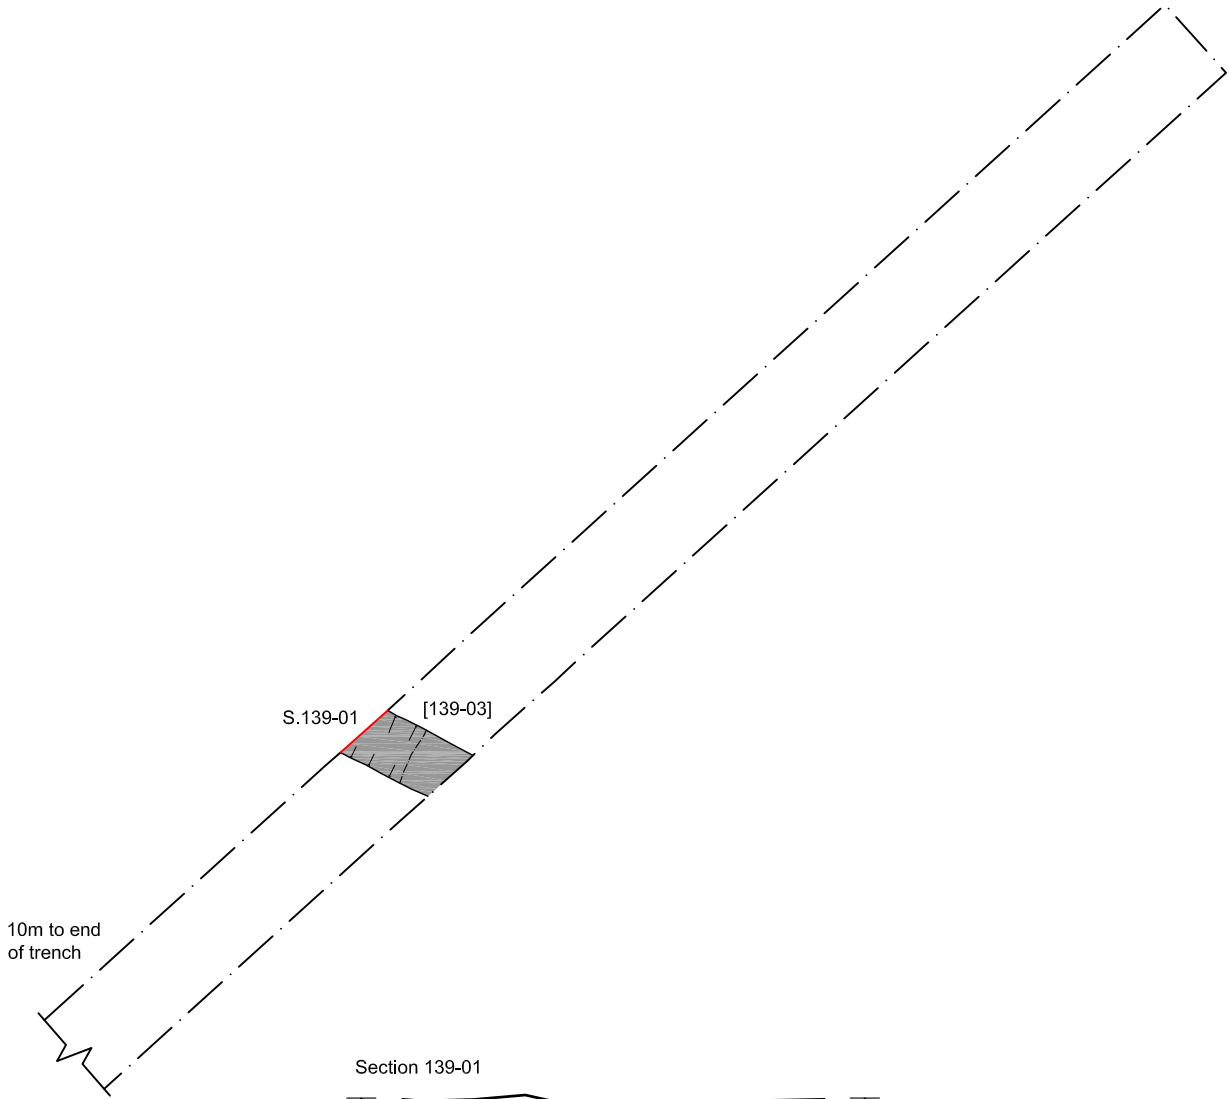 S.139-01
[139-03]
10m to end
of trench
Section 139-01